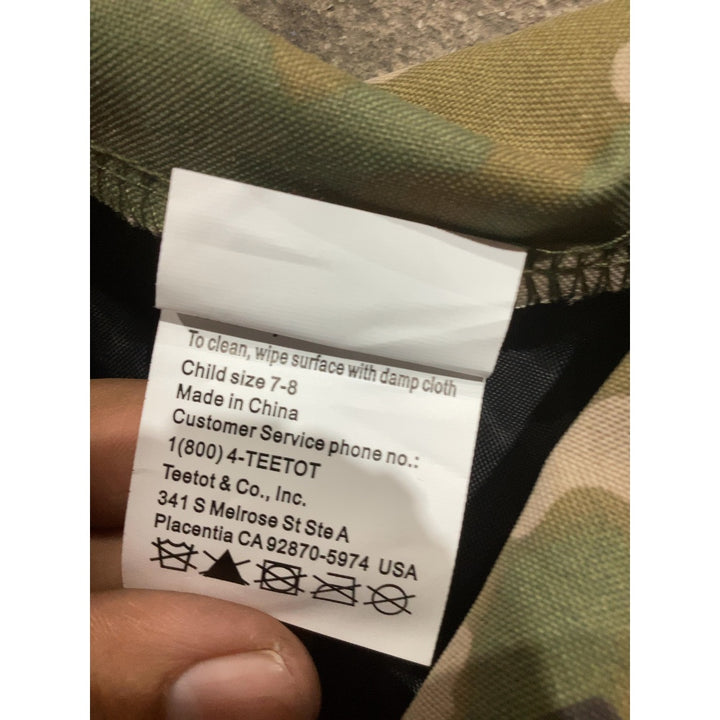 To clean, wipe surface with damp cloth
Child size 7-8
Made in China
Customer Service phone no.:
1(800) 4-TEETOT
Teetot & Co., Inc.
341 S Melrose St Ste A
Placentia CA 92870-5974 USA